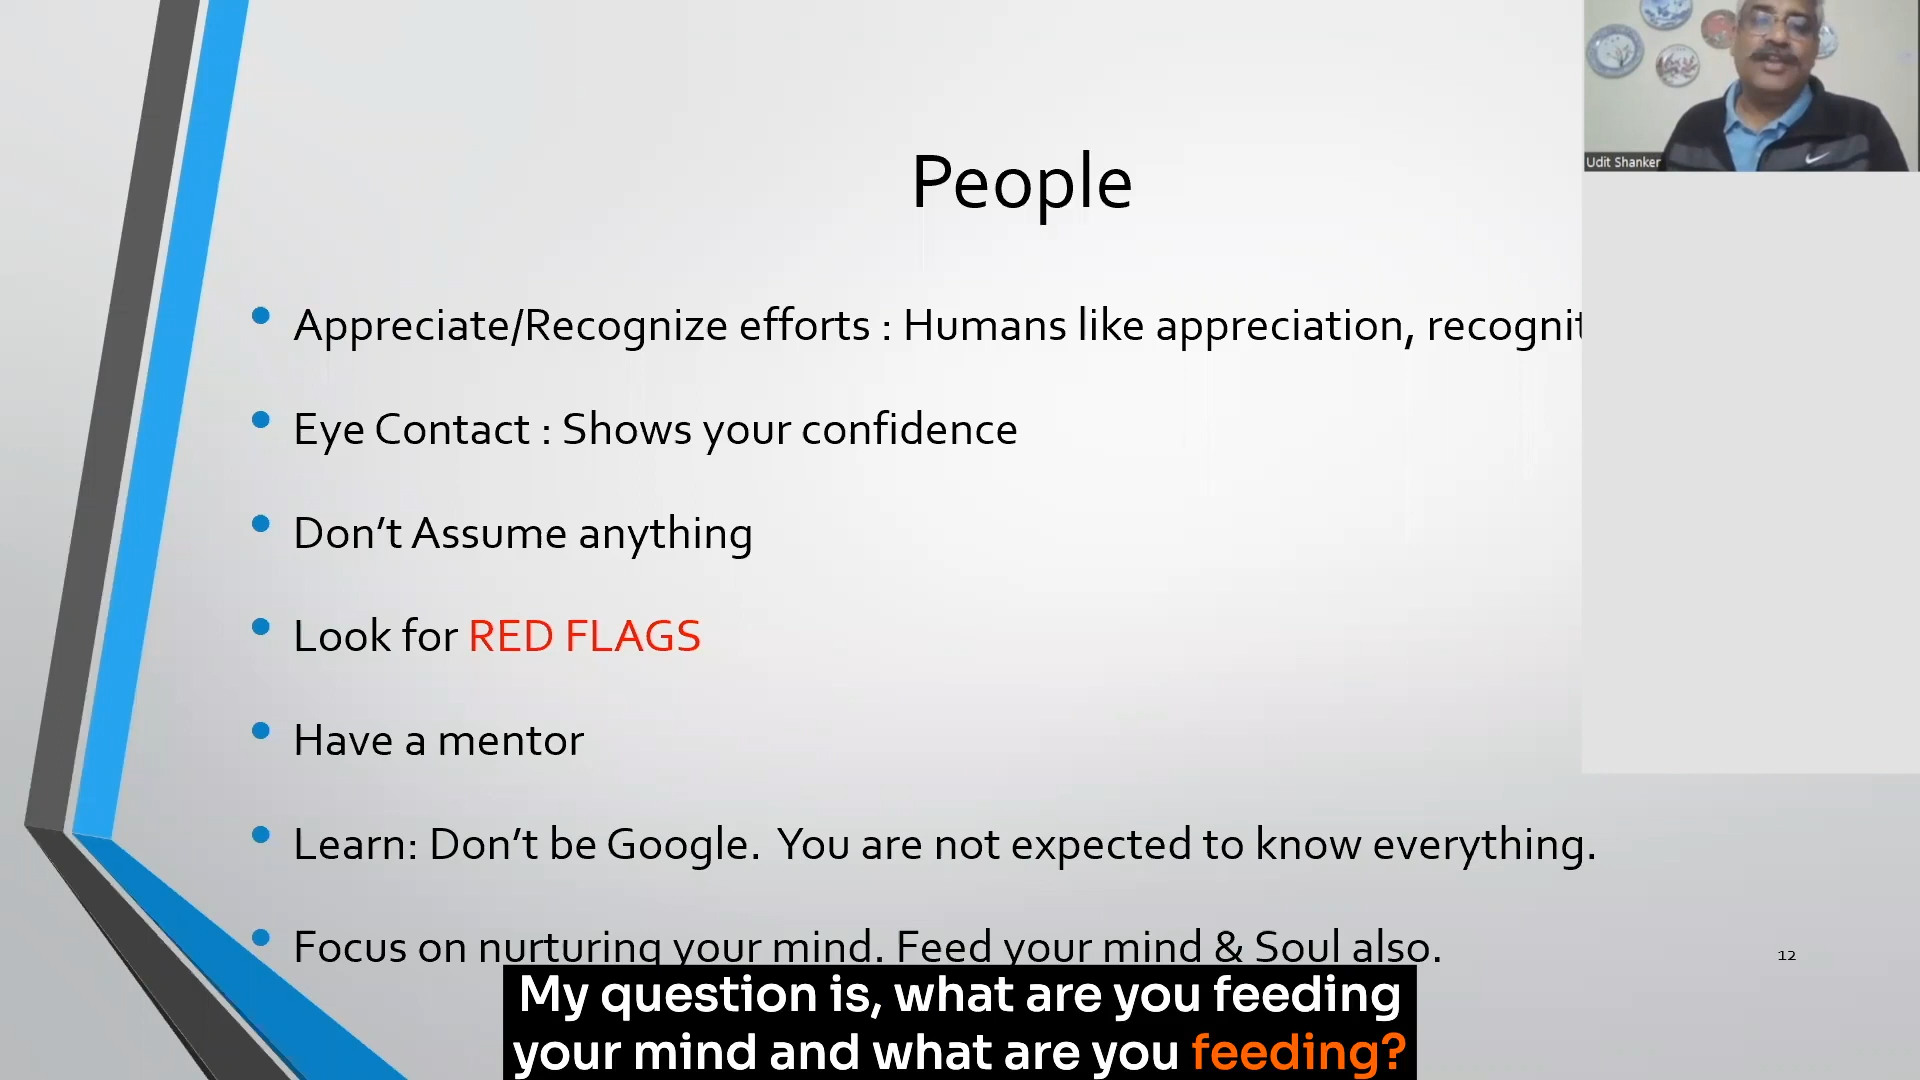 Udit Shanker
People
Appreciate/Recognize efforts : Humans like appreciation, recognit
Eye Contact : Shows your confidence
Don't Assume anything
Look for RED FLAGS
Have a mentor
Learn: Don't be Google. You are not expected to know everything.
Focus on nurturing your mind. Feed your mind & Soul also.
12
My question is, what are you feeding
your mind and what are you feeding?